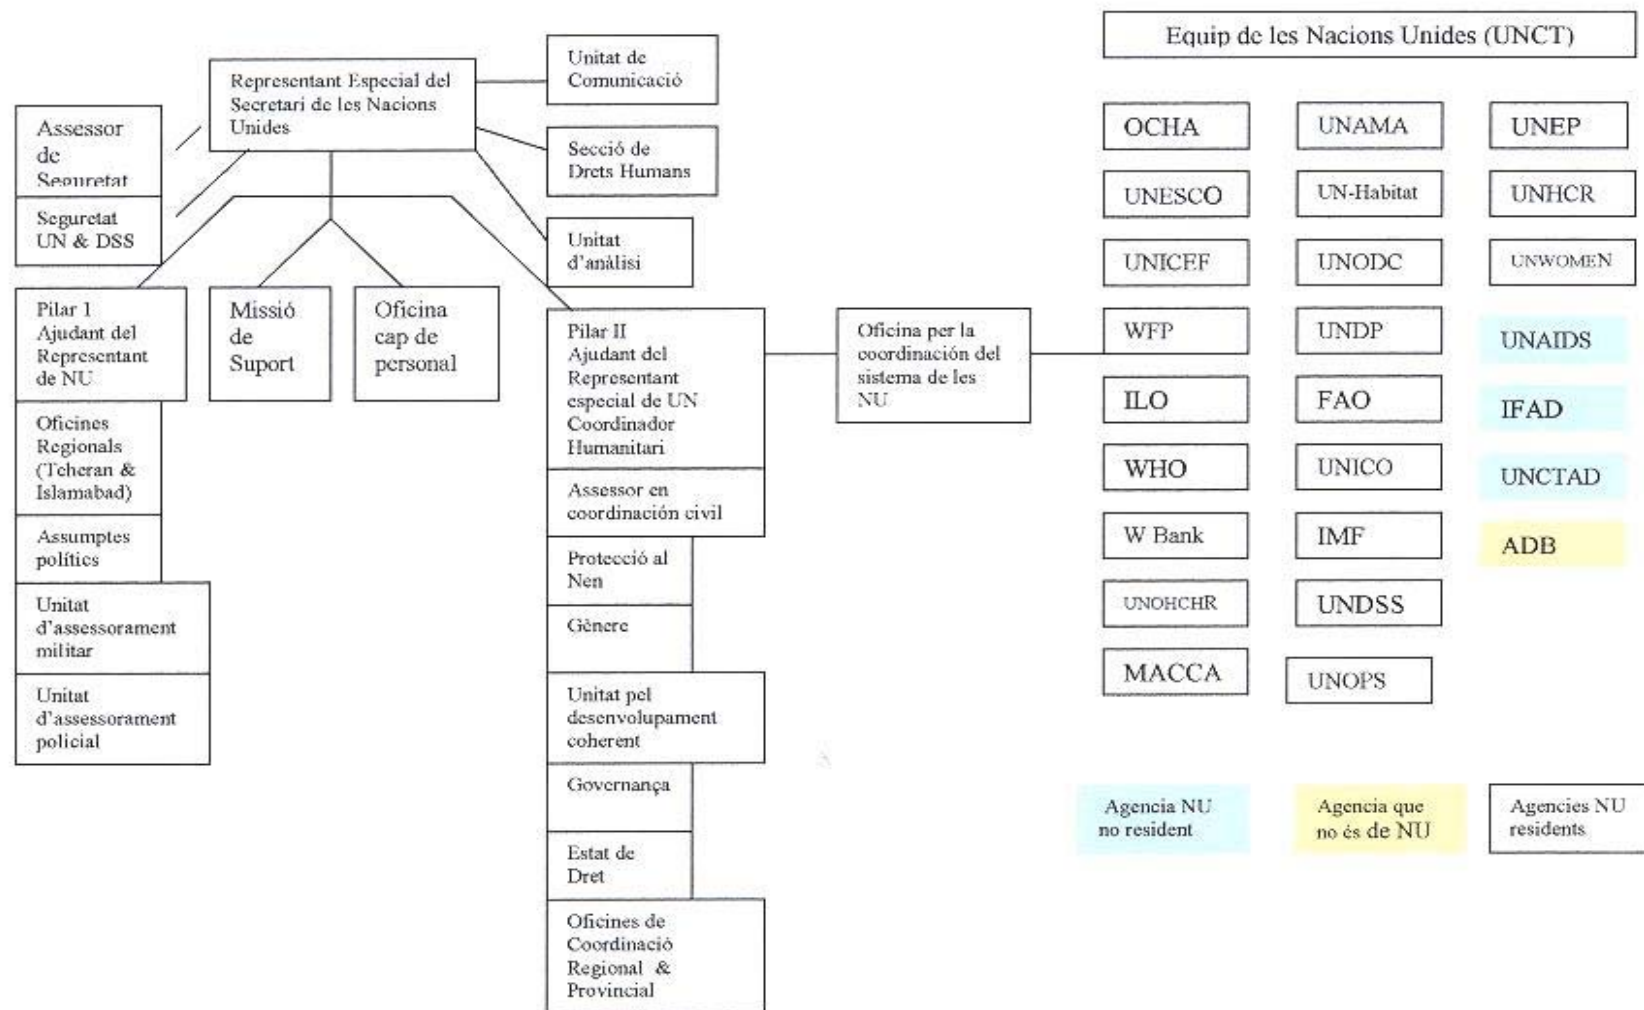 Equip de les Nacions Unides (UNCT)
Representant Especial del
Secretari de les Nacions
Unides
Unitat de
Comunicació
Secció de
Drets Humans
Unitat
d'anàlisi
Assessor
de
Seguretat
Seguretat
UN & DSS
Pilar I
Ajudant del
Representant
de NU
Oficines
Regionals
(Teheran &
Islamabad)
Assumptes
polítics
Unitat
d'assessorament
militar
Unitat
d'assessorament
policial
Missió
de
Suport
Oficina
cap de
personal
Pilar II
Ajudant del
Representant
especial de UN
Coordinador
Humanitari
Assessor en
coordinación civil
Protecció al
Nen
Gènere
Unitat pel
desenvolupament
coherent
Governança
Estat de
Dret
Oficines de
Coordinació
Regional &
Provincial
Oficina per la
coordinación del
sistema de les
NU
OCHA
UNAMA
UNEP
UNESCO
UN-Habitat
UNHCR
UNICEF
UNODC
UNWOMEN
WFP
UNDP
UNAIDS
ILO
FAO
IFAD
WHO
UNICO
UNCTAD
W Bank
IMF
ADB
UNOHCHR
UNDSS
MACCA
UNOPS
Agencia NU
no resident
Agencia que
no és de NU
Agencies NU
residents